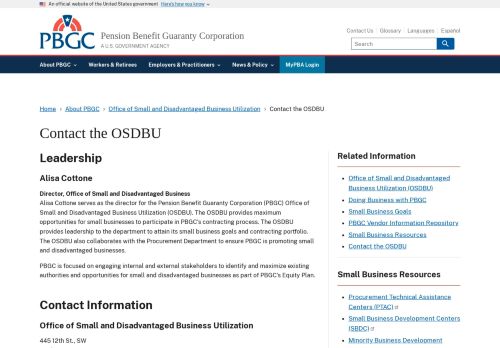 An official website of the United States government Here's how you know
PBGC
Pension Benefit Guaranty Corporation
A U.S. GOVERNMENT AGENCY
Contact Us Glossary Languages Español
Search
About PBGC Workers & Retirees Employers & Practitioners News & Policy MyPBA Login
Home > About PBGC > Office of Small and Disadvantaged Business Utilization > Contact the OSDBU
Contact the OSDBU
Leadership
Alisa Cottone
Director, Office of Small and Disadvantaged Business
Alisa Cottone serves as the director for the Pension Benefit Guaranty Corporation (PBGC) Office of
Small and Disadvantaged Business Utilization (OSDBU). The OSDBU provides maximum
opportunities for small businesses to participate in PBGC's contracting process. The OSDBU
provides leadership to the department to attain its small business goals and contracting portfolio.
The OSDBU also collaborates with the Procurement Department to ensure PBGC is promoting small
and disadvantaged businesses.
PBGC is focused on engaging internal and external stakeholders to identify and maximize existing
authorities and opportunities for small and disadvantaged businesses as part of PBGC's Equity Plan.
Contact Information
Office of Small and Disadvantaged Business Utilization
445 12th St., SW
Related Information
Office of Small and Disadvantaged
Business Utilization (OSDBU)
Doing Business with PBGC
Small Business Goals
PBGC Vendor Information Repository
Small Business Resources
Contact the OSDBU
Small Business Resources
Procurement Technical Assistance
Centers (PTAC)
Small Business Development Centers
(SBDC)
Minority Business Development